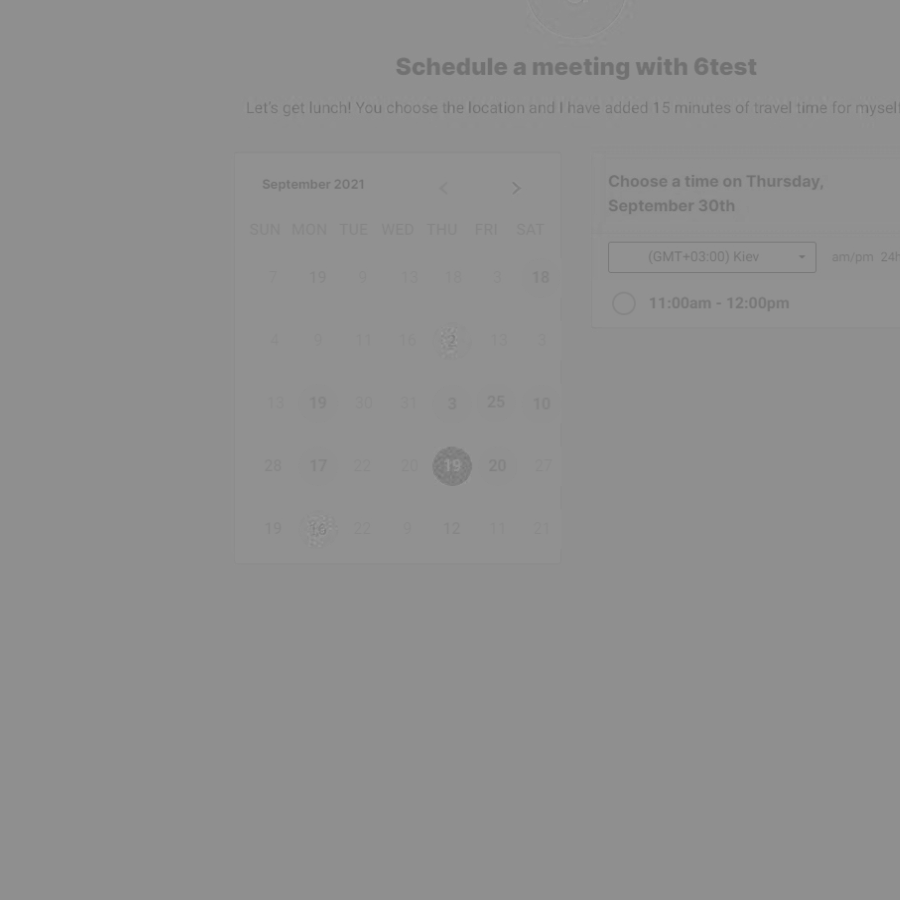 Schedule a meeting with 6test
Let's get lunch! You choose the location and I have added 15 minutes of travel time for mysel
September 2021
SUN MON TUE WED THU FRI SAT
7 19 9 13 18 3 18
4 9 11 16 2 13 3
13 19 30 31 3 25 10
28 17 22 20 19 20 27
19 22 9 12 11 21
Choose a time on Thursday,
September 30th
(GMT+03:00) Kiev am/pm 24h
11:00am - 12:00pm